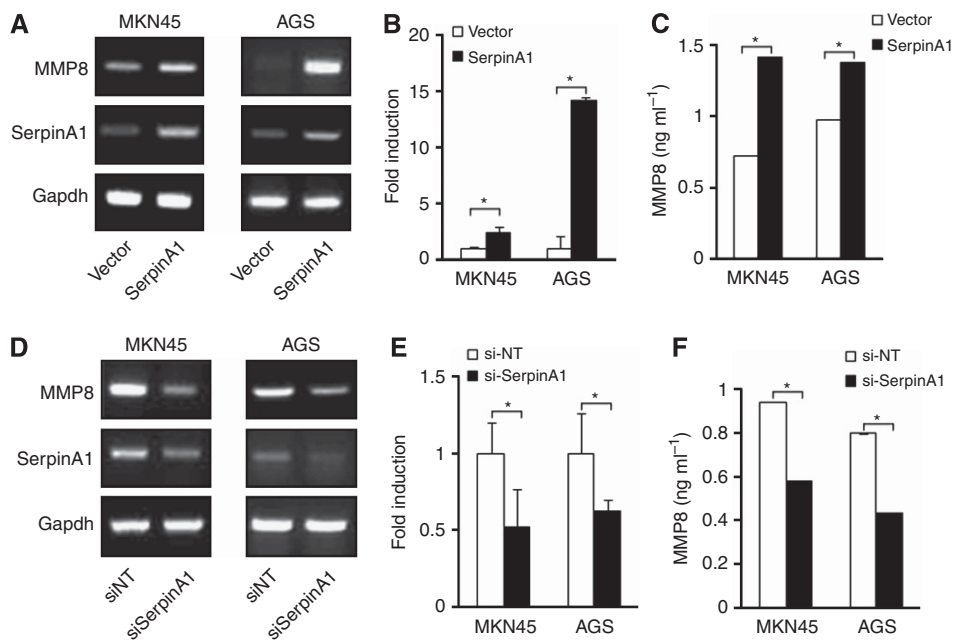 A
MKN45 AGS
MMP8
SerpinA1
Gapdh
Vector SerpinA1 Vector SerpinA1
B
Vector
SerpinA1
Fold induction
20
15
10
5
0
* *
MKN45 AGS
C
Vector
SerpinA1
MMP8 (ng ml⁻¹)
1.5
1
0.5
0
* *
MKN45 AGS
D
MKN45 AGS
MMP8
SerpinA1
Gapdh
siNT siSerpinA1 siNT siSerpinA1
E
si-NT
si-SerpinA1
Fold induction
1.5
1.0
0.5
0
* *
MKN45 AGS
F
si-NT
si-SerpinA1
MMP8 (ng ml⁻¹)
1
0.8
0.6
0.4
0.2
0
* *
MKN45 AGS